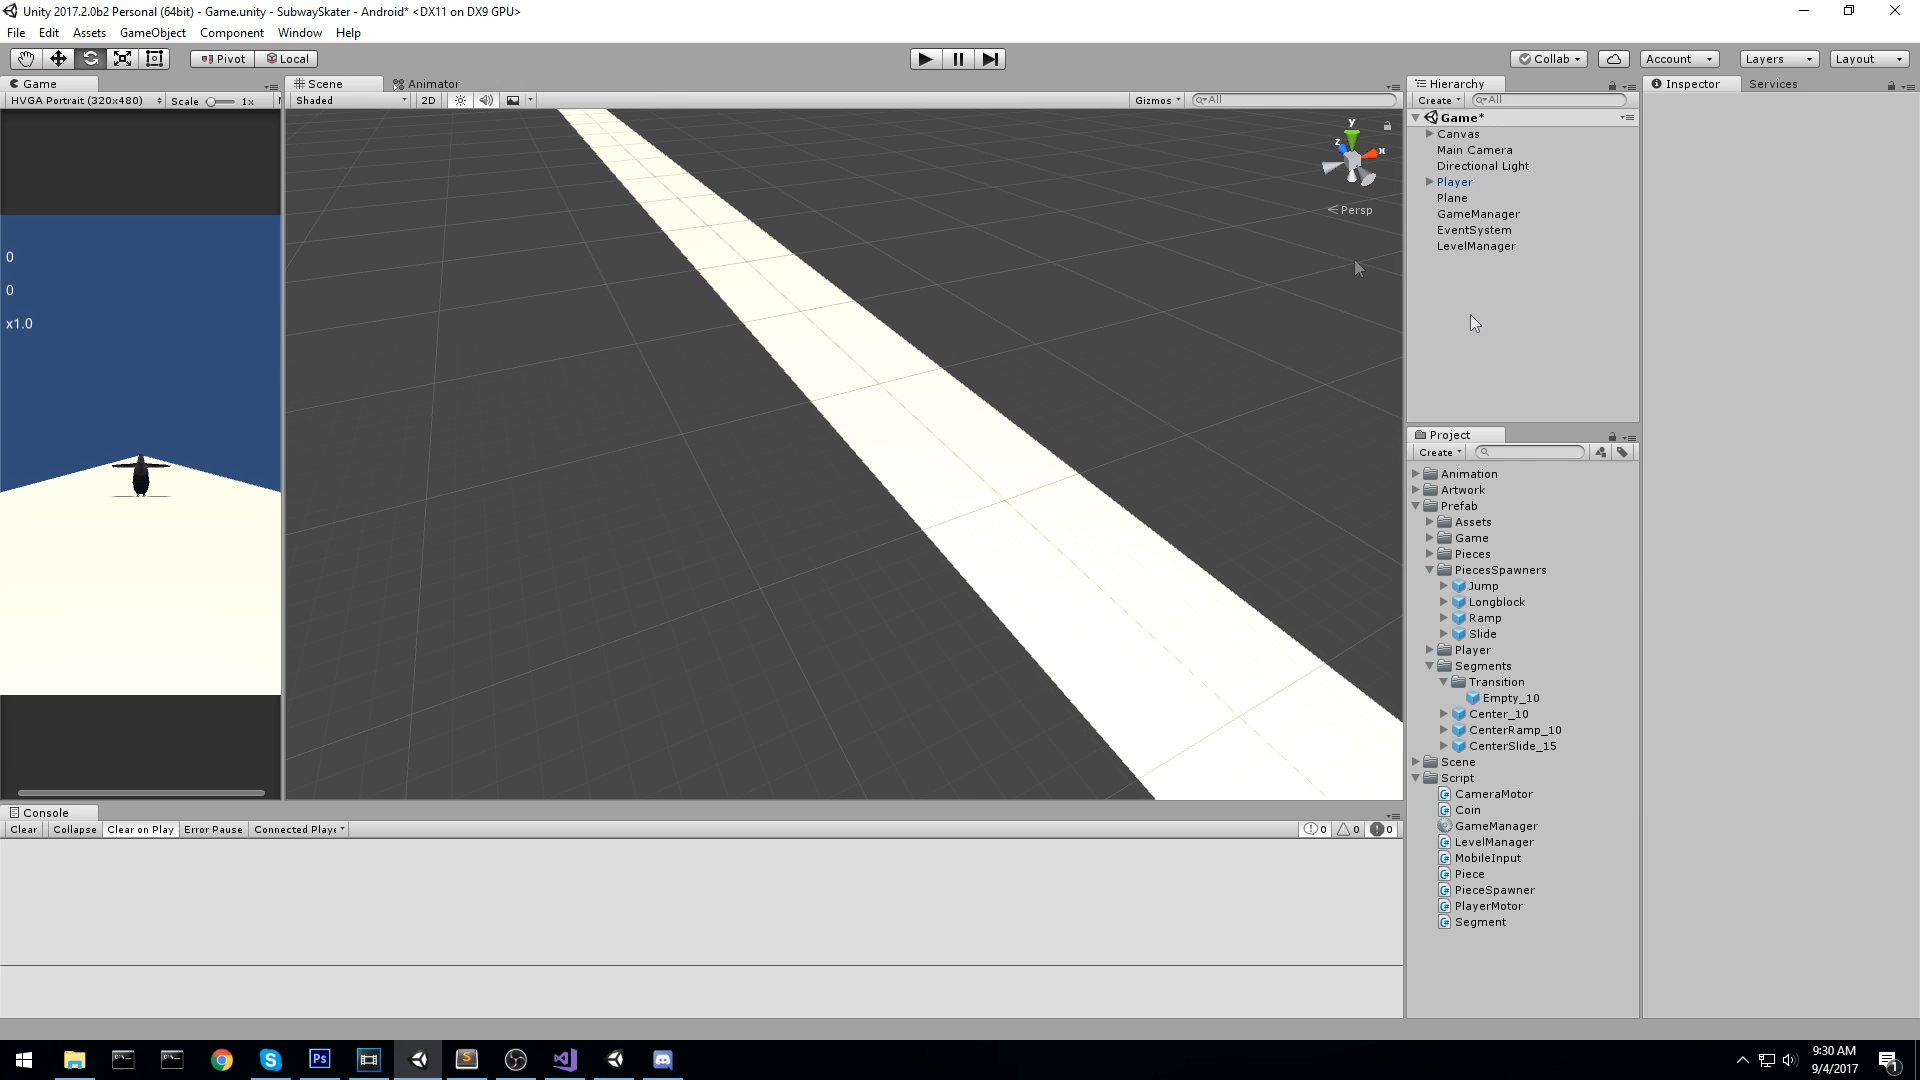 Unity 2017.2.0b2 Personal (64bit) - Game.unity - SubwaySkater - Android* <DX11 on DX9 GPU>
File Edit Assets GameObject Component Window Help
Pivot Local Collab Account Layers Layout
Game Scene Animator Hierarchy Inspector Services
HVGA Portrait (320x480) Scale 1x Shaded 2D Gizmos All Create All
Game*
Canvas
Main Camera
Directional Light
Player
Plane
GameManager
EventSystem
LevelManager
y
z
x
Persp
0
0
x1.0
Project
Create
Animation
Artwork
Prefab
Assets
Game
Pieces
PiecesSpawners
Jump
Longblock
Ramp
Slide
Player
Segments
Transition
Empty_10
Center_10
CenterRamp_10
CenterSlide_15
Scene
Script
CameraMotor
Coin
GameManager
LevelManager
MobileInput
Piece
PieceSpawner
PlayerMotor
Segment
Console
Clear Collapse Clear on Play Error Pause Connected Playe 0 0 0
Ps
9:30 AM
9/4/2017
1